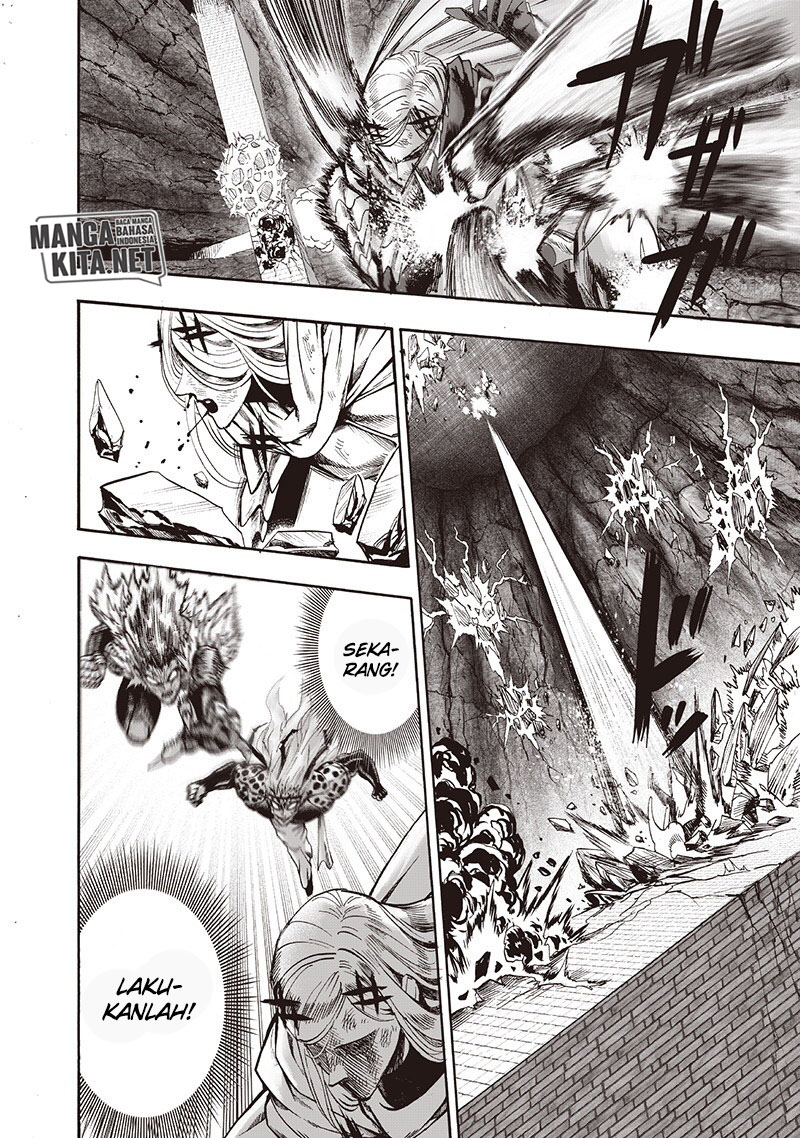 ガガガ
MANGA
KITA.NET
BACA MANGA
BAHASA
INDONESIA!
ドド
SEKA-
RANG!
LAKU-
KANLAH!